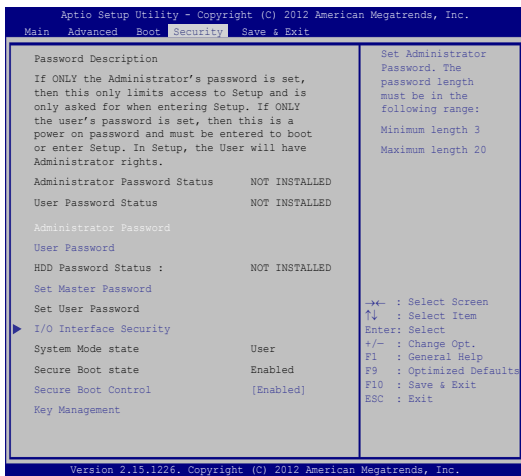 Aptio Setup Utility - Copyright (C) 2012 American Megatrends, Inc.
Main Advanced Boot Security Save & Exit
Password Description
If ONLY the Administrator's password is set,
then this only limits access to Setup and is
only asked for when entering Setup. If ONLY
the user's password is set, then this is a
power on password and must be entered to boot
or enter Setup. In Setup, the User will have
Administrator rights.
Administrator Password Status NOT INSTALLED
User Password Status NOT INSTALLED
Administrator Password
User Password
HDD Password Status : NOT INSTALLED
Set Master Password
Set User Password
I/O Interface Security
System Mode state User
Secure Boot state Enabled
Secure Boot Control [Enabled]
Key Management
Set Administrator
Password. The
password length
must be in the
following range:
Minimum length 3
Maximum length 20
→← : Select Screen
↑↓ : Select Item
Enter: Select
+/— : Change Opt.
F1 : General Help
F9 : Optimized Defaults
F10 : Save & Exit
ESC : Exit
Version 2.15.1226. Copyright (C) 2012 American Megatrends, Inc.